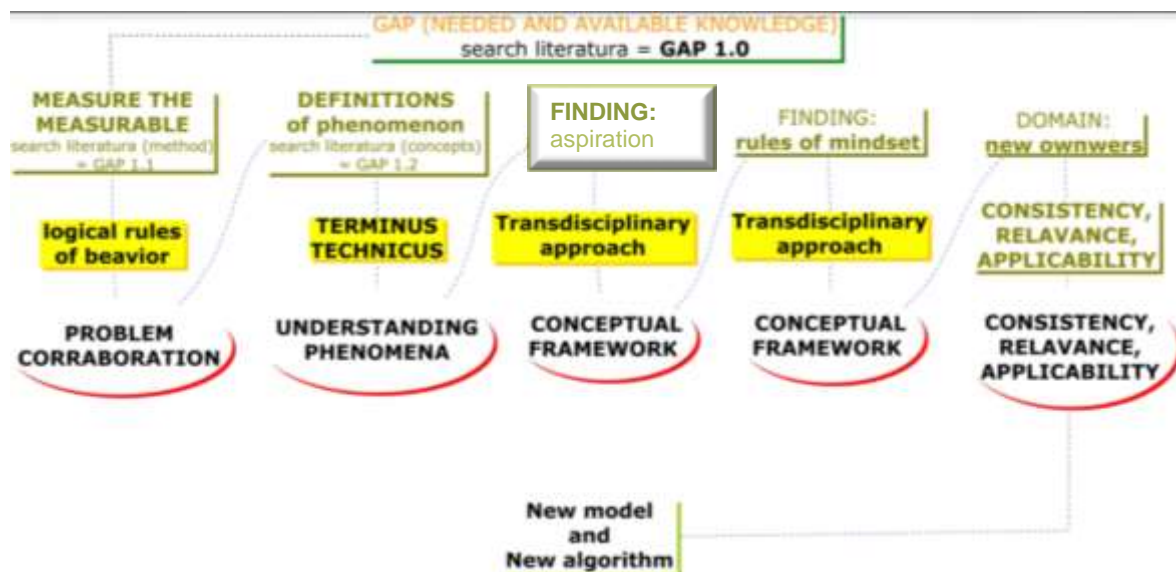 GAP (NEEDED AND AVAILABLE KNOWLEDGE)
search literatura = GAP 1.0
MEASURE THE
MEASURABLE
search literatura (method)
= GAP 1.1
DEFINITIONS
of phenomenon
search literatura (concepts)
= GAP 1.2
FINDING:
aspiration
FINDING:
rules of mindset
DOMAIN:
new ownwers
logical rules
of beavior
TERMINUS
TECHNICUS
Transdisciplinary
approach
Transdisciplinary
approach
CONSISTENCY,
RELAVANCE,
APPLICABILITY
PROBLEM
CORRABORATION
UNDERSTANDING
PHENOMENA
CONCEPTUAL
FRAMEWORK
CONCEPTUAL
FRAMEWORK
CONSISTENCY,
RELAVANCE,
APPLICABILITY
New model
and
New algorithm